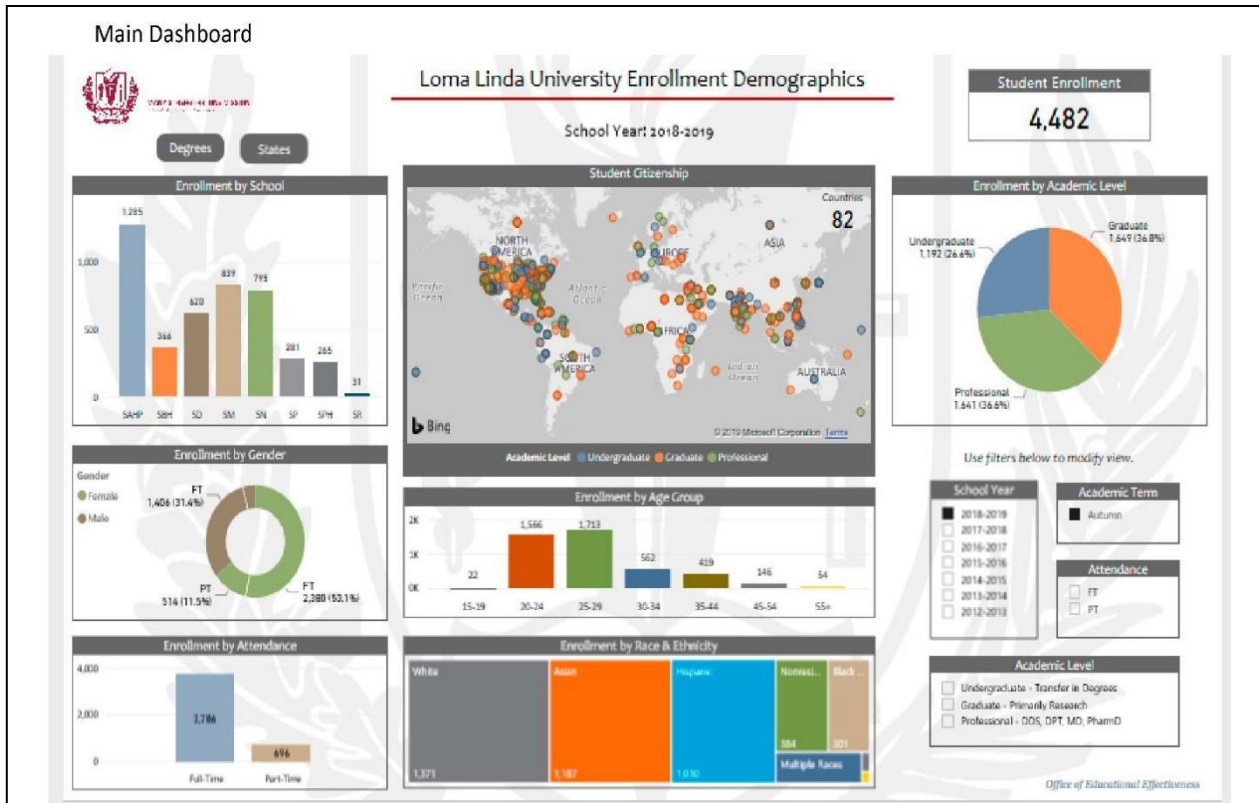 Main Dashboard
Loma Linda University Enrollment Demographics
School Year: 2018-2019
Student Enrollment
4,482
Degrees
States
Enrollment by School
1,285
366
620
839
795
281
265
31
1,000
500
0
SAHP SBH SD SM SN SP SPH SR
Student Citizenship
Countries
82
NORTH
AMERICA
EUROPE
ASIA
Pacific
Ocean
Atlantic
Ocean
AFRICA
SOUTH
AMERICA
Indian
Ocean
AUSTRALIA
Bing
© 2019 Microsoft Corporation Terms
Academic Level Undergraduate Graduate Professional
Enrollment by Academic Level
Graduate
1,649 (36.8%)
Undergraduate
1,192 (26.6%)
Professional
1,641 (36.6%)
Enrollment by Gender
Gender
Female
Male
FT
1,406 (31.4%)
PT
514 (11.5%)
FT
2,380 (53.1%)
Enrollment by Age Group
2K
1K
0K
22
1,566
1,713
562
419
146
54
15-19 20-24 25-29 30-34 35-44 45-54 55+
Use filters below to modify view.
School Year
2018-2019
2017-2018
2016-2017
2015-2016
2014-2015
2013-2014
2012-2013
Academic Term
Autumn
Attendance
FT
PT
Enrollment by Attendance
4,000
2,000
0
3,786
696
Full-Time Part-Time
Enrollment by Race & Ethnicity
White
1,371
Asian
1,187
Hispanic
1,010
Nonresi...
384
Black ...
301
Multiple Races
Academic Level
Undergraduate - Transfer in Degrees
Graduate - Primarily Research
Professional - DDS, DPT, MD, PharmD
Office of Educational Effectiveness